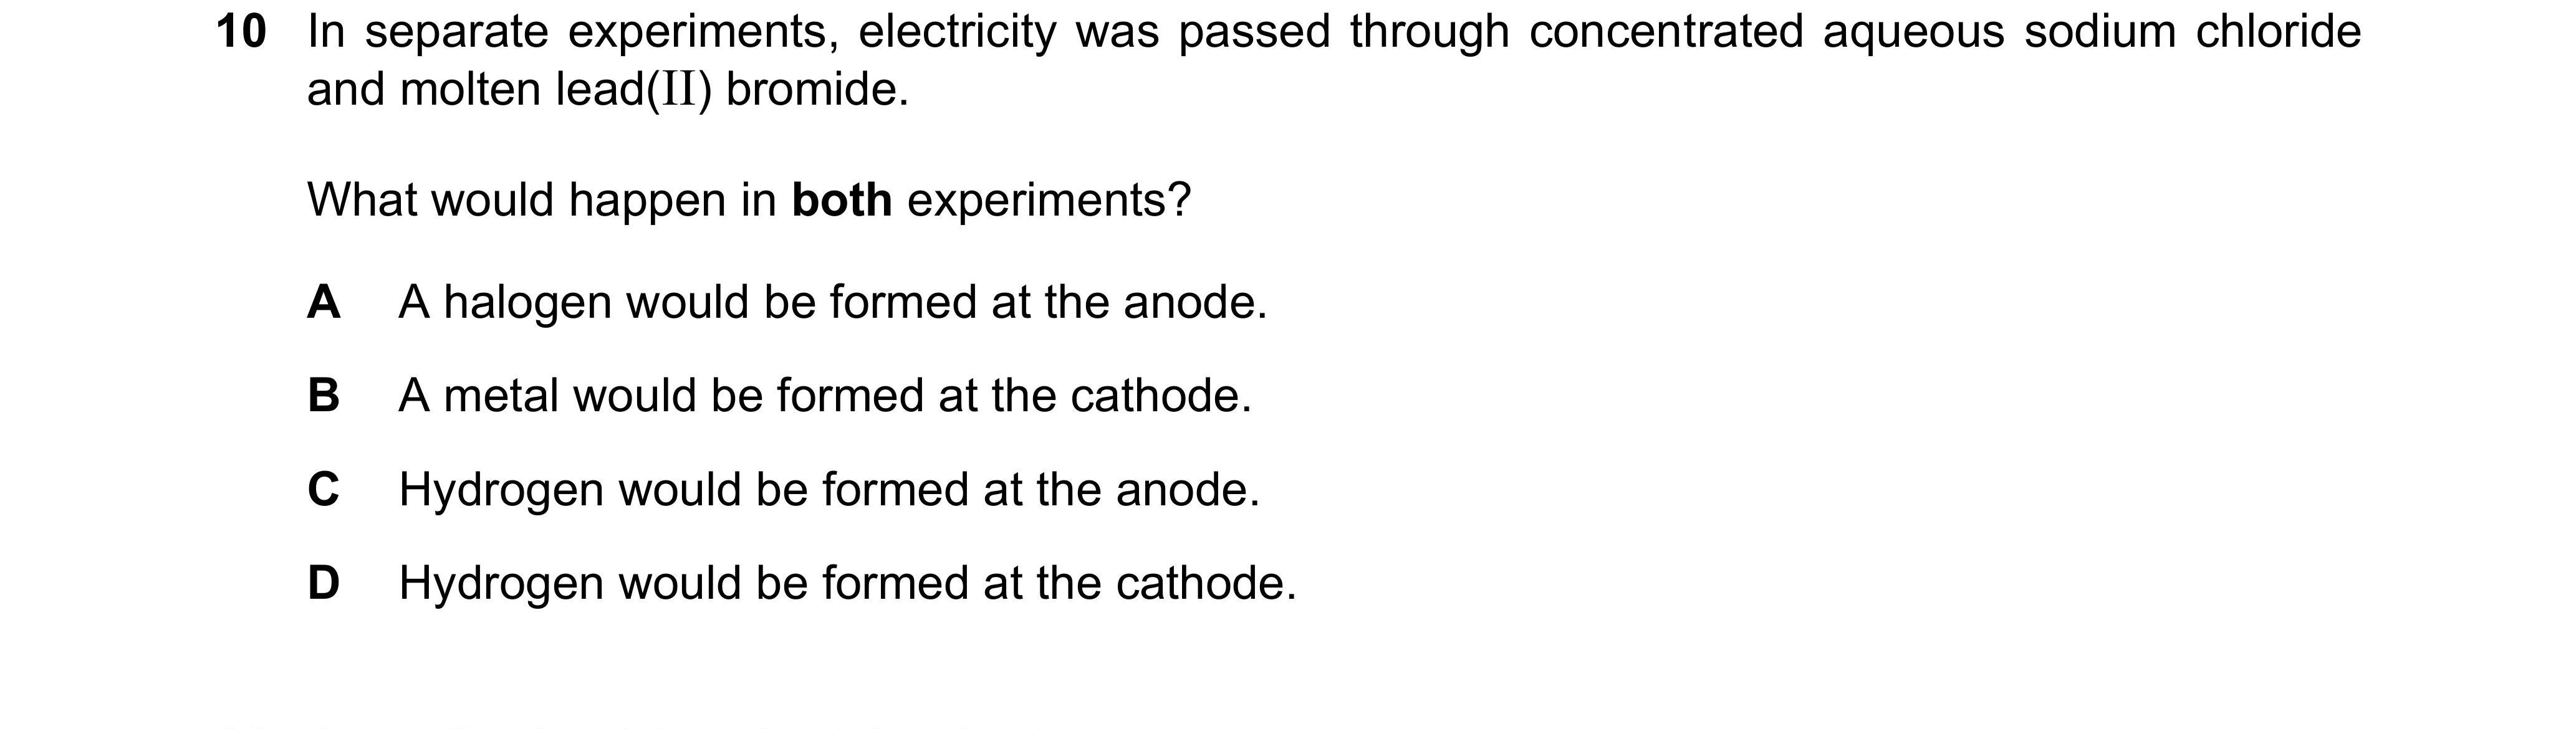 10 In separate experiments, electricity was passed through concentrated aqueous sodium chloride
and molten lead(II) bromide.
What would happen in both experiments?
A A halogen would be formed at the anode.
B A metal would be formed at the cathode.
C Hydrogen would be formed at the anode.
D Hydrogen would be formed at the cathode.